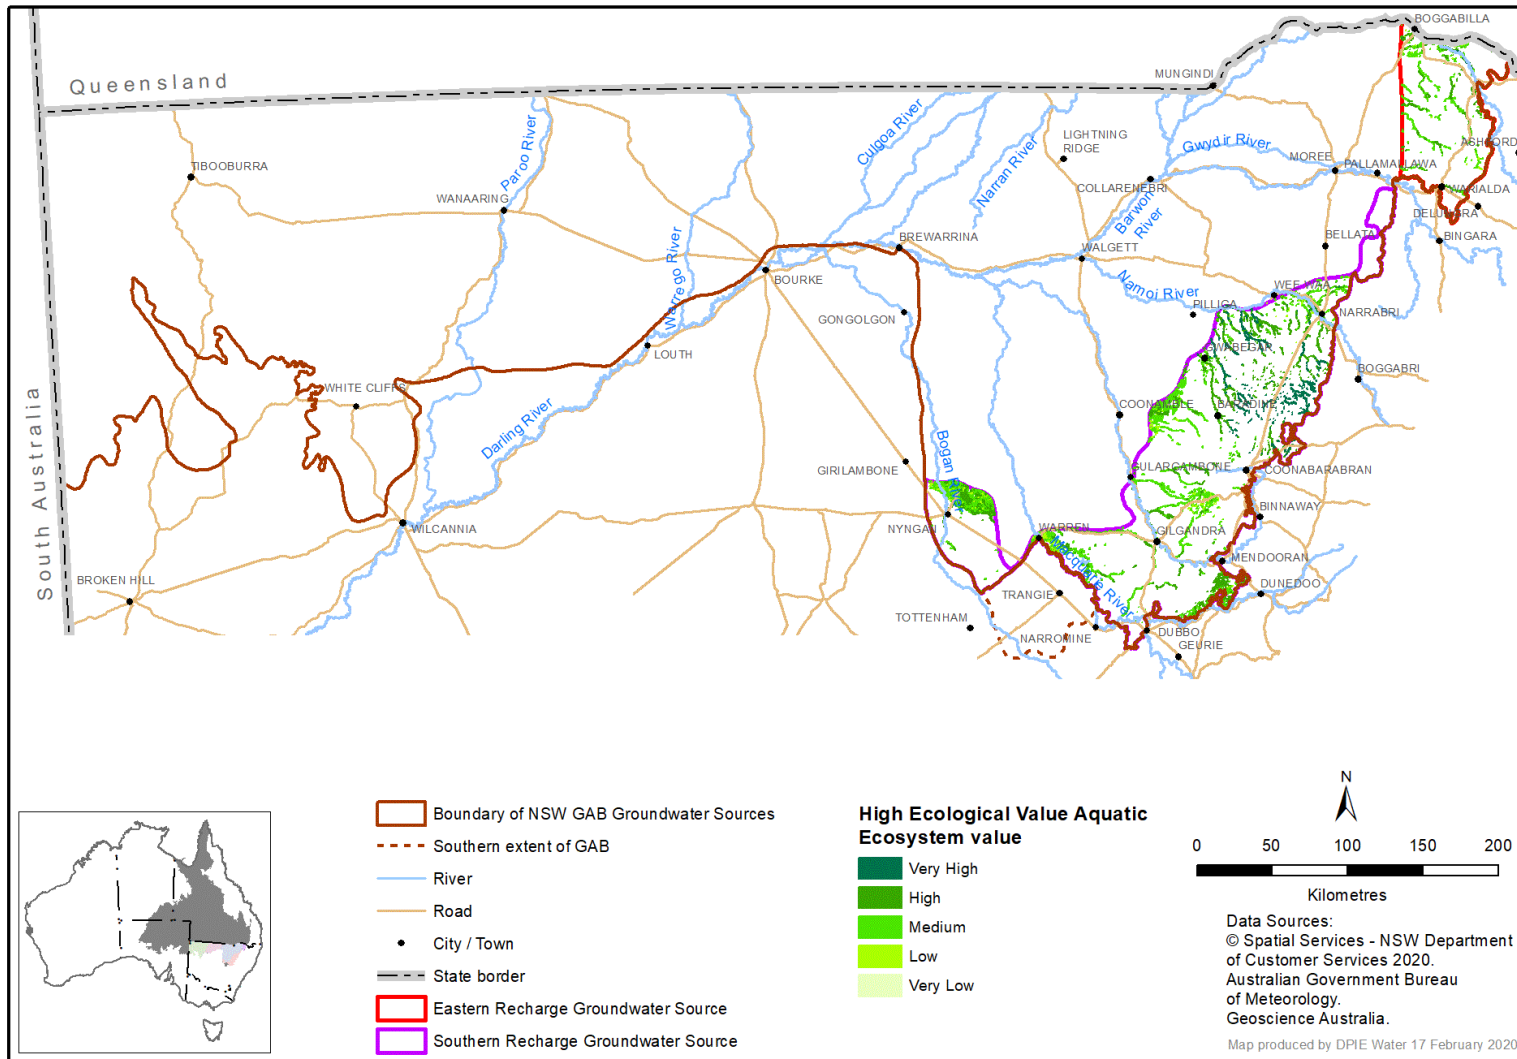 BOGGABILLA
Queensland
MUNGINDI
Culgoa River
LIGHTNING
RIDGE
Paroo River
Narran River
Gwydir River
MOREE
PALLAMALLAWA
ASHFORD
TIBOOBURRA
WANAARING
COLLARENEBRI
WARIALDA
Barwon
River
DELUNGRA
BREWARRINA
WALGETT
BELLATA
BINGARA
Warrego River
BOURKE
Namoi River
WEE WAA
PILLIGA
GONGOLGON
NARRABRI
LOUTH
GWABEGAR
BOGGABRI
South Australia
WHITE CLIFFS
Darling River
COONAMBLE
BARADINE
Bogan River
GIRILAMBONE
GULARGAMBONE
COONABARABRAN
WILCANNIA
NYNGAN
WARREN
GILGANDRA
BINNAWAY
Macquarie River
MENDOORAN
BROKEN HILL
TRANGIE
DUNEDOO
TOTTENHAM
NARROMINE
DUBBO
GEURIE
Boundary of NSW GAB Groundwater Sources
Southern extent of GAB
River
Road
City / Town
State border
Eastern Recharge Groundwater Source
Southern Recharge Groundwater Source
High Ecological Value Aquatic
Ecosystem value
Very High
High
Medium
Low
Very Low
N
0 50 100 150 200
Kilometres
Data Sources:
© Spatial Services - NSW Department
of Customer Services 2020.
Australian Government Bureau
of Meteorology.
Geoscience Australia.
Map produced by DPIE Water 17 February 2020